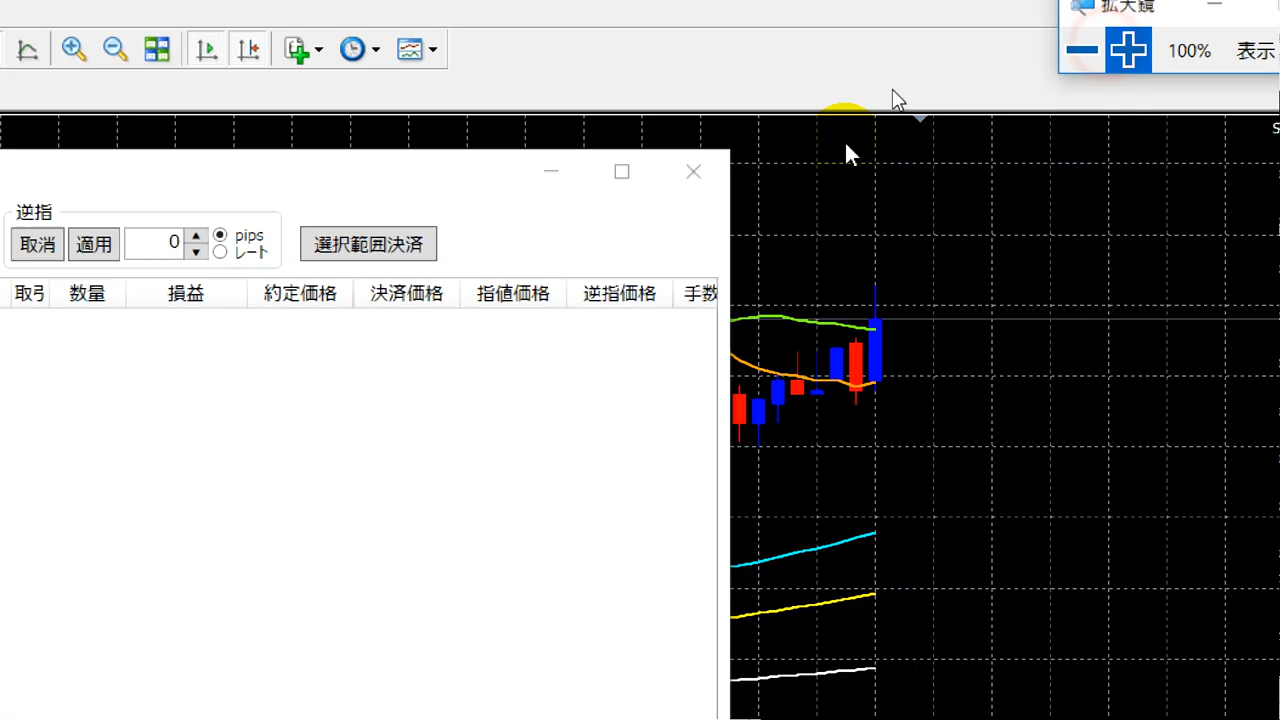 拡大鏡
100% 表示
逆指
取消 適用 0 pips
レート
選択範囲決済
取引 数量 損益 約定価格 決済価格 指値価格 逆指価格 手数